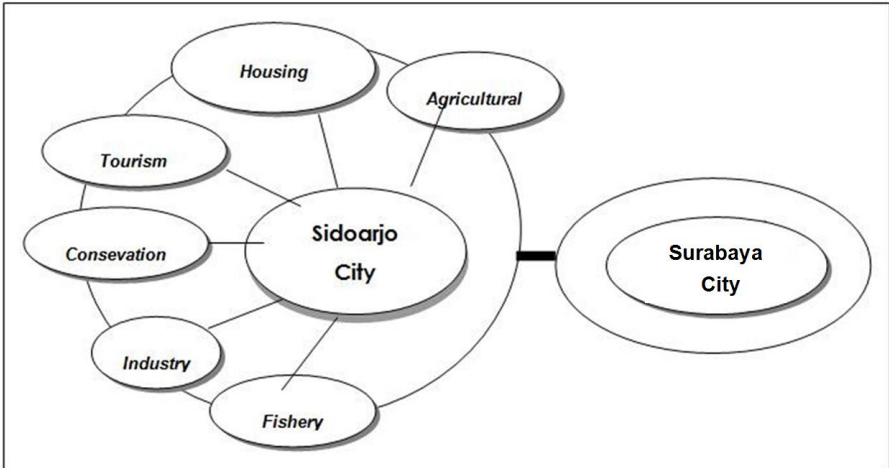 Housing
Agricultural
Tourism
Sidoarjo
City
Consevation
Surabaya
City
Industry
Fishery